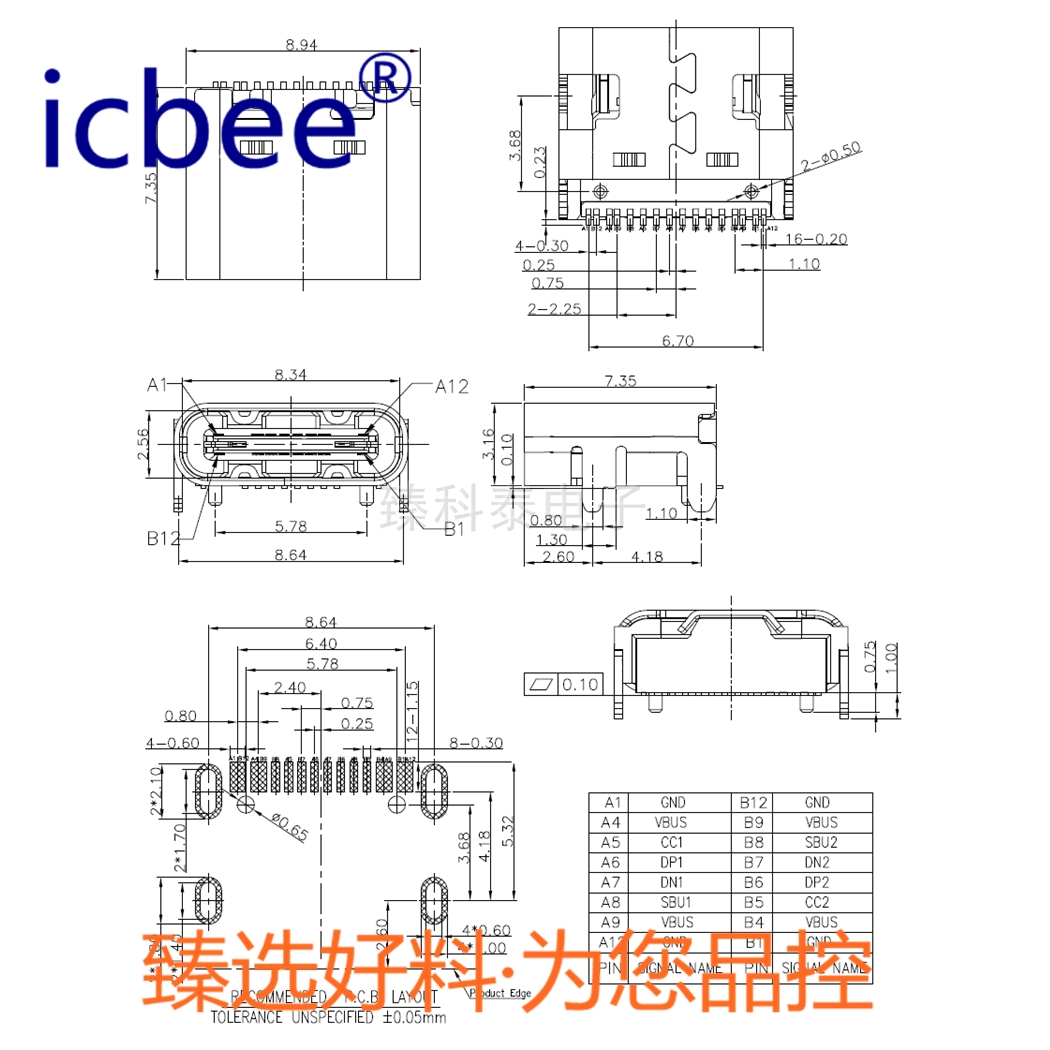 icbee®
8.94
7.35
3.68
0.23
2-ø0.50
4-0.30
16-0.20
0.25
1.10
0.75
2-2.25
6.70
A1
8.34
A12
2.56
B12
5.78
B1
8.64
7.35
3.16
0.10
0.80
1.10
1.30
2.60
4.18
臻科泰电子
0.10
0.75
1.00
8.64
6.40
5.78
2.40
0.75
0.80
0.25
12-1.15
4-0.60
8-0.30
2*2.10
2*1.70
ø0.65
3.68
4.18
5.32
4*0.60
A1 GND B12 GND
A4 VBUS B9 VBUS
A5 CC1 B8 SBU2
A6 DP1 B7 DN2
A7 DN1 B6 DP2
A8 SBU1 B5 CC2
A9 VBUS B4 VBUS
A12 GND B1 GND
PIN SIGNAL NAME PIN SIGNAL NAME
臻选好料·为您品控
Product Edge
RECOMMENDED P.C.B LAYOUT
TOLERANCE UNSPECIFIED ±0.05mm